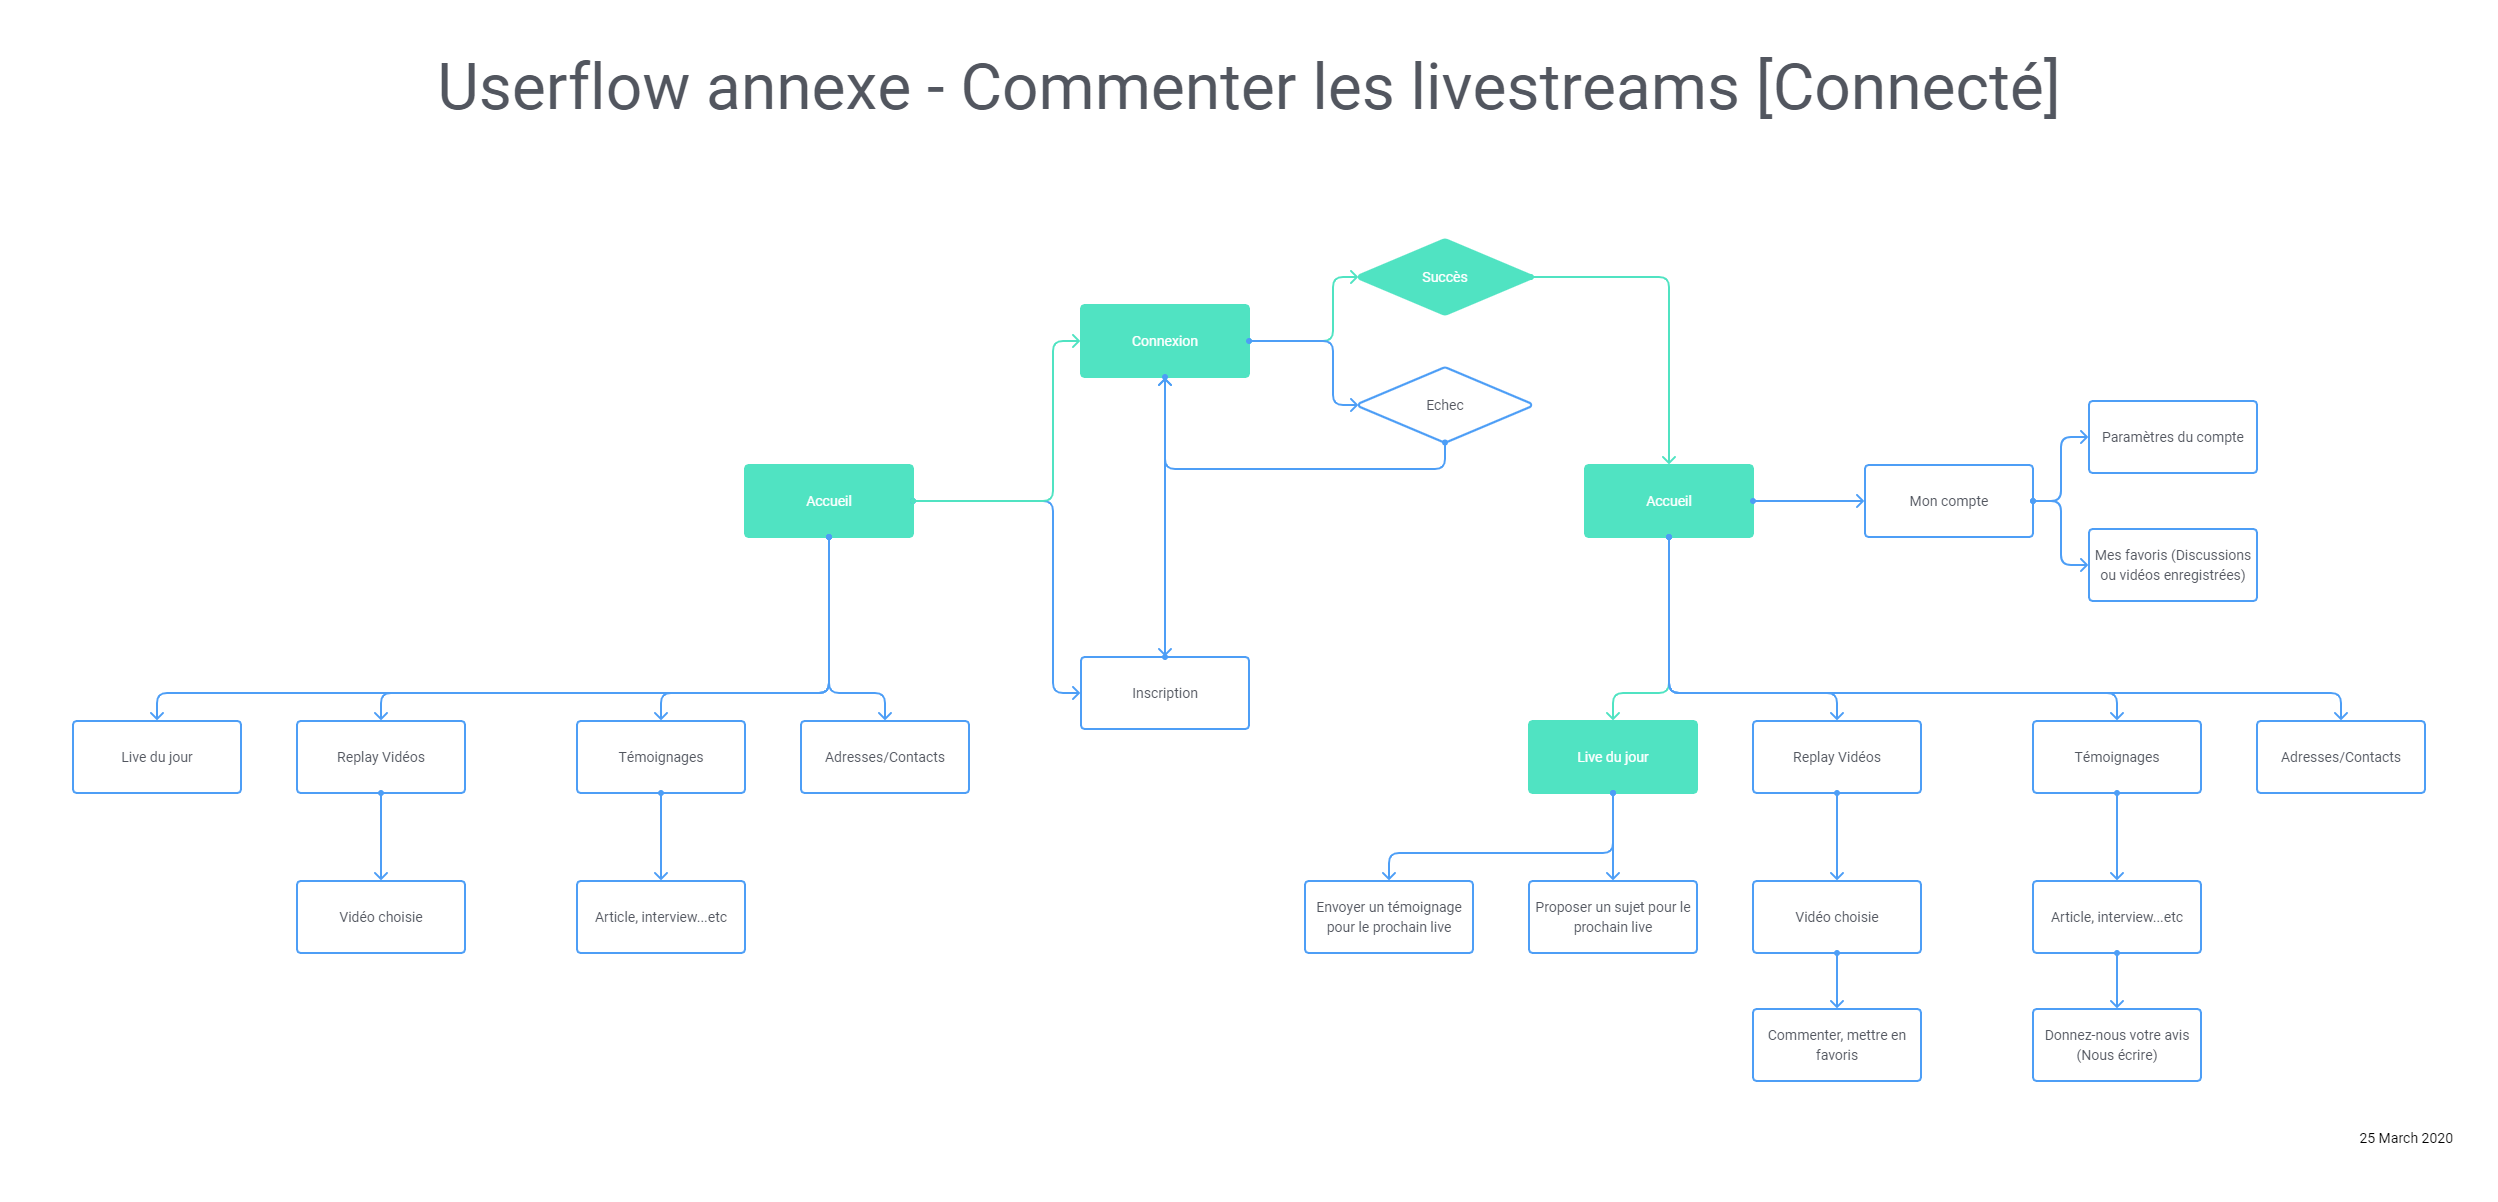 Userflow annexe - Commenter les livestreams [Connecté]
Succès
Connexion
Echec
Paramètres du compte
Accueil
Accueil
Mon compte
Mes favoris (Discussions
ou vidéos enregistrées)
Inscription
Live du jour
Replay Vidéos
Témoignages
Adresses/Contacts
Live du jour
Replay Vidéos
Témoignages
Adresses/Contacts
Vidéo choisie
Article, interview...etc
Envoyer un témoignage
pour le prochain live
Proposer un sujet pour le
prochain live
Vidéo choisie
Article, interview...etc
Commenter, mettre en
favoris
Donnez-nous votre avis
(Nous écrire)
25 March 2020